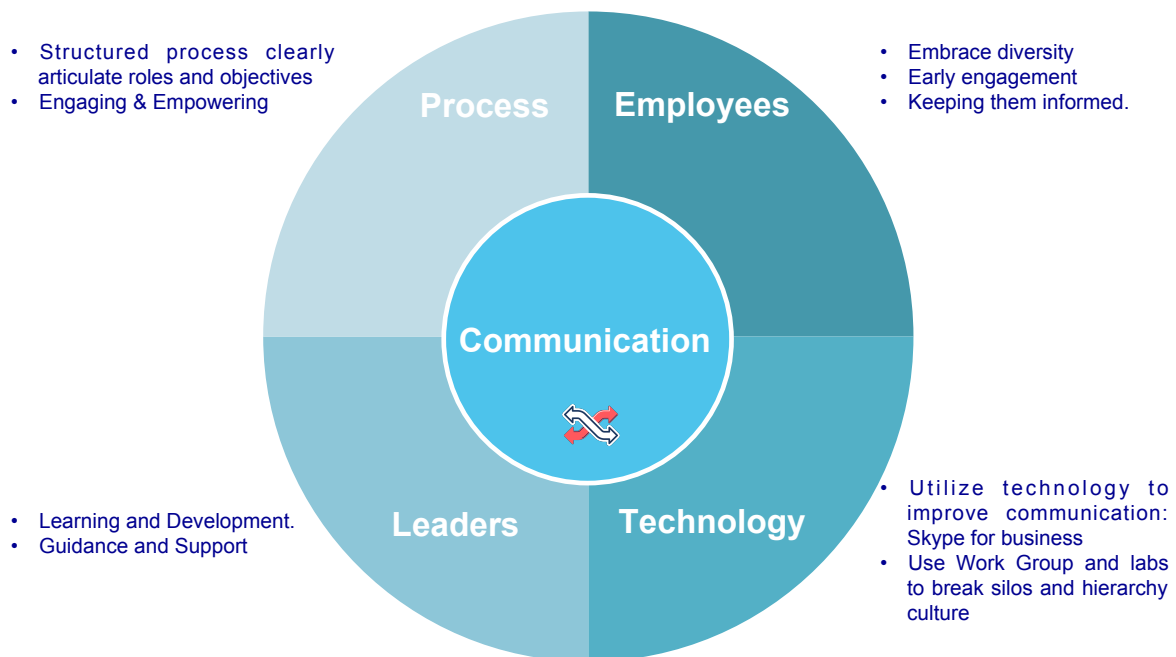 • Structured process clearly
articulate roles and objectives
• Engaging & Empowering
Process
Employees
• Embrace diversity
• Early engagement
• Keeping them informed.
Communication
• Learning and Development.
• Guidance and Support
Leaders
Technology
• Utilize technology to
improve communication:
Skype for business
• Use Work Group and labs
to break silos and hierarchy
culture